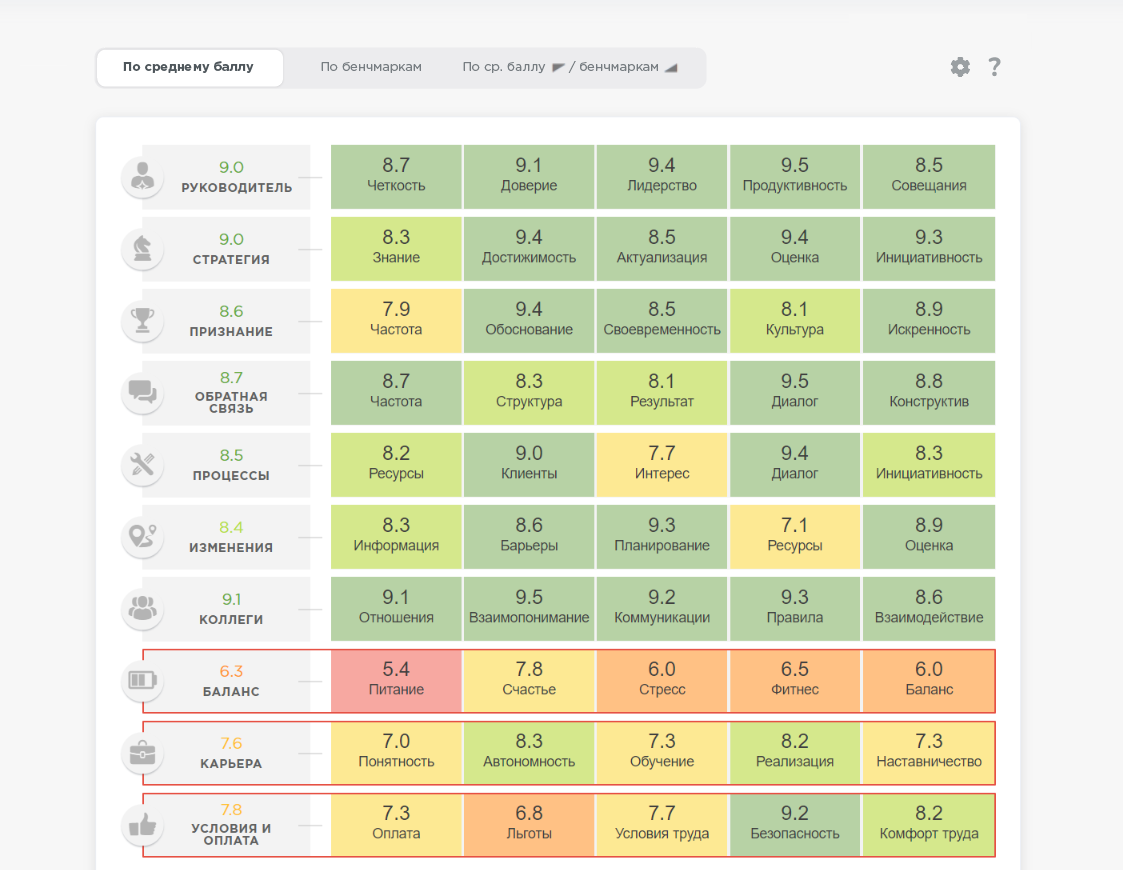 По среднему баллу По бенчмаркам По ср. баллу / бенчмаркам ?
9.0 8.7 9.1 9.4 9.5 8.5
РУКОВОДИТЕЛЬ Четкость Доверие Лидерство Продуктивность Совещания
9.0 8.3 9.4 8.5 9.4 9.3
СТРАТЕГИЯ Знание Достижимость Актуализация Оценка Инициативность
8.6 7.9 9.4 8.5 8.1 8.9
ПРИЗНАНИЕ Частота Обоснование Своевременность Культура Искренность
8.7 8.7 8.3 8.1 9.5 8.8
ОБРАТНАЯ Частота Структура Результат Диалог Конструктив
СВЯЗЬ
8.5 8.2 9.0 7.7 9.4 8.3
ПРОЦЕССЫ Ресурсы Клиенты Интерес Диалог Инициативность
8.4 8.3 8.6 9.3 7.1 8.9
ИЗМЕНЕНИЯ Информация Барьеры Планирование Ресурсы Оценка
9.1 9.1 9.5 9.2 9.3 8.6
КОЛЛЕГИ Отношения Взаимопонимание Коммуникации Правила Взаимодействие
6.3 5.4 7.8 6.0 6.5 6.0
БАЛАНС Питание Счастье Стресс Фитнес Баланс
7.6 7.0 8.3 7.3 8.2 7.3
КАРЬЕРА Понятность Автономность Обучение Реализация Наставничество
7.8 7.3 6.8 7.7 9.2 8.2
УСЛОВИЯ И Оплата Льготы Условия труда Безопасность Комфорт труда
ОПЛАТА